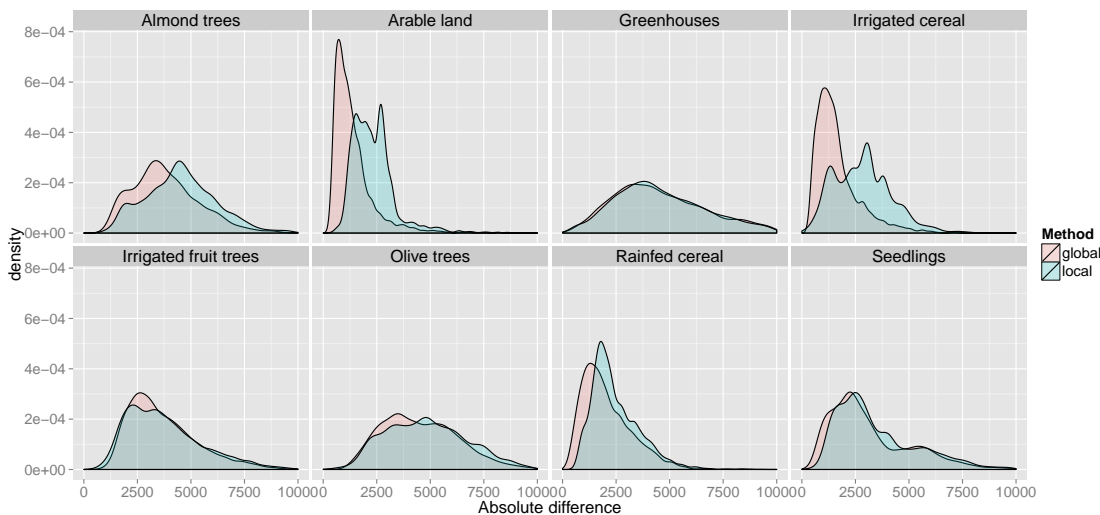 Almond trees Arable land Greenhouses Irrigated cereal
8e−04
6e−04
4e−04
2e−04
0e+00
Method
global
local
density
Irrigated fruit trees Olive trees Rainfed cereal Seedlings
8e−04
6e−04
4e−04
2e−04
0e+00
0 2500 5000 7500 10000 2500 5000 7500 10000 2500 5000 7500 10000 2500 5000 7500 10000
Absolute difference